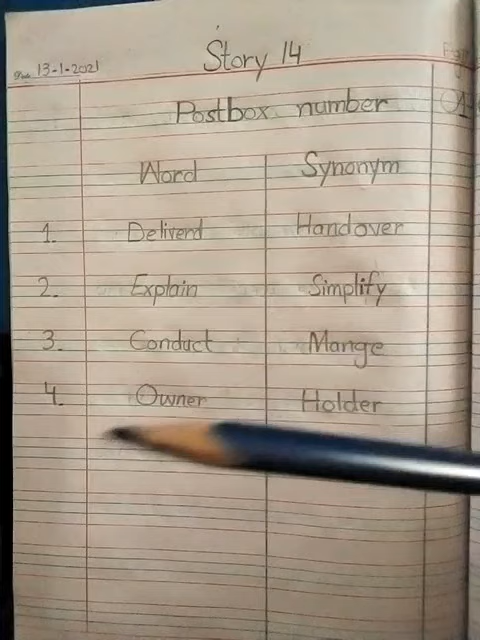 Story 14
Date 13-1-2021
Postbox number
Word Synonym
1. Deliverd Handover
2. Explain Simplify
3. Conduct Mange
4. Owner Holder